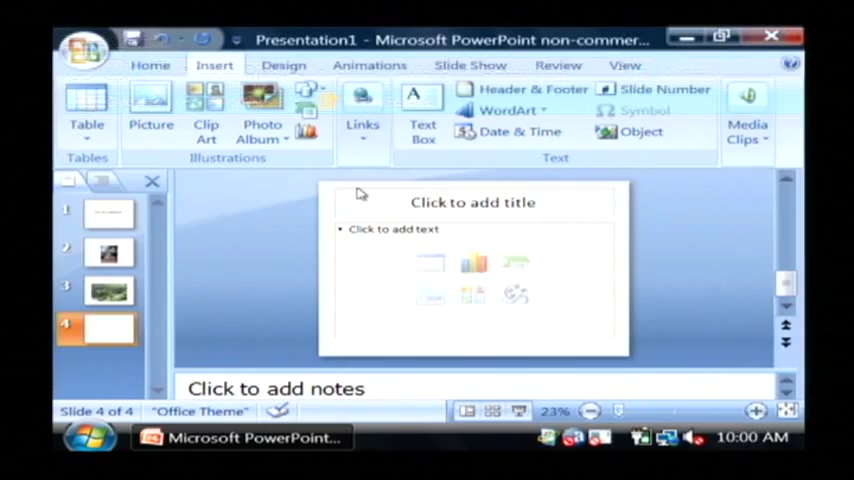 Presentation1 - Microsoft PowerPoint non-commer...
Home Insert Design Animations Slide Show Review View
Table
Picture
Clip Art
Photo Album
Links
Text Box
Header & Footer
WordArt
Date & Time
Slide Number
Symbol
Object
Media Clips
Tables Illustrations Text
1
2
3
4
Click to add title
• Click to add text
Click to add notes
Slide 4 of 4 "Office Theme" 23%
Microsoft PowerPoint... 10:00 AM